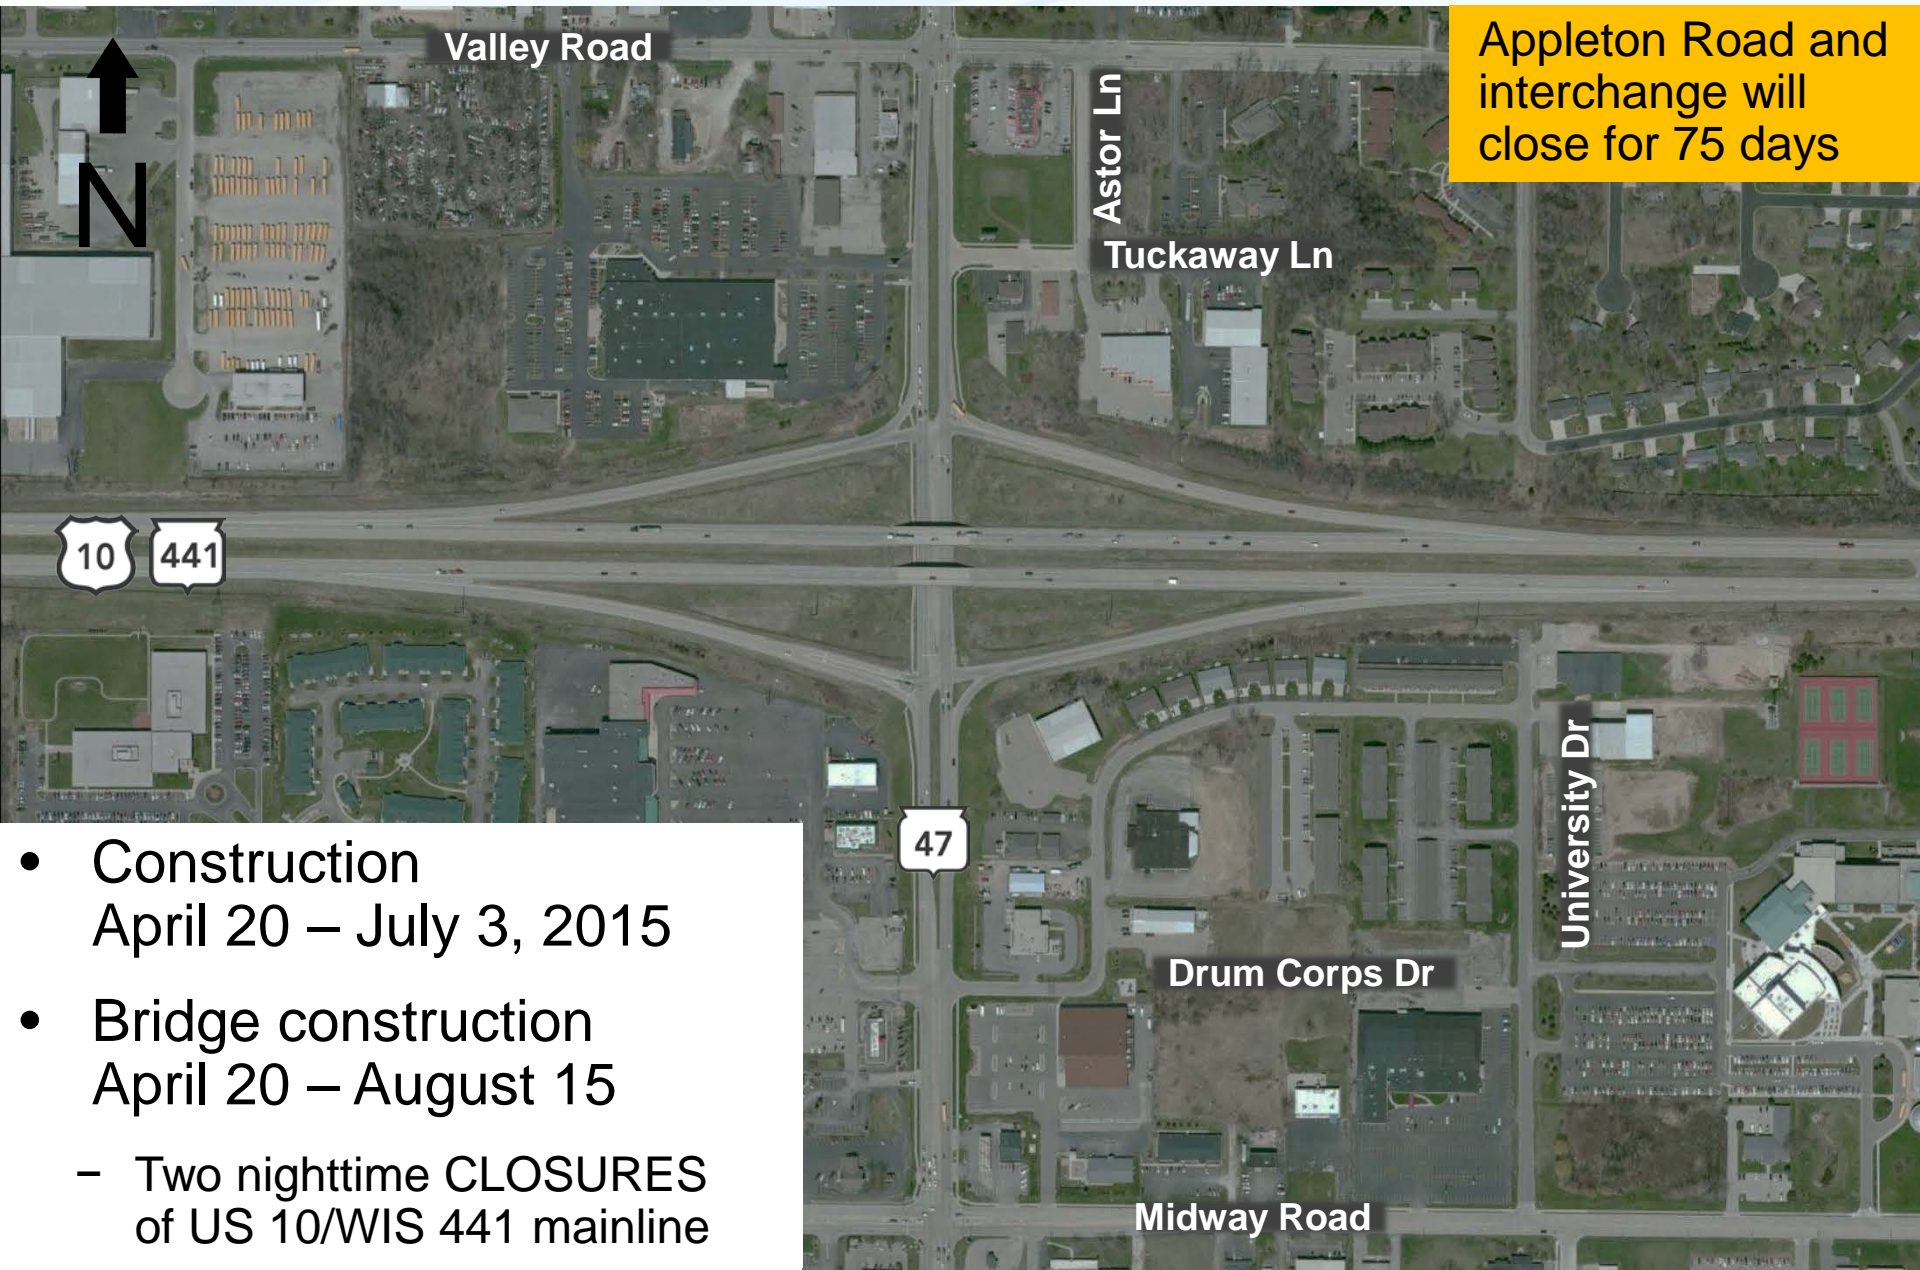 Valley Road
Appleton Road and
interchange will
close for 75 days
N
Astor Ln
Tuckaway Ln
10
441
University Dr
47
Drum Corps Dr
Midway Road
• Construction
April 20 – July 3, 2015
• Bridge construction
April 20 – August 15
– Two nighttime CLOSURES
of US 10/WIS 441 mainline